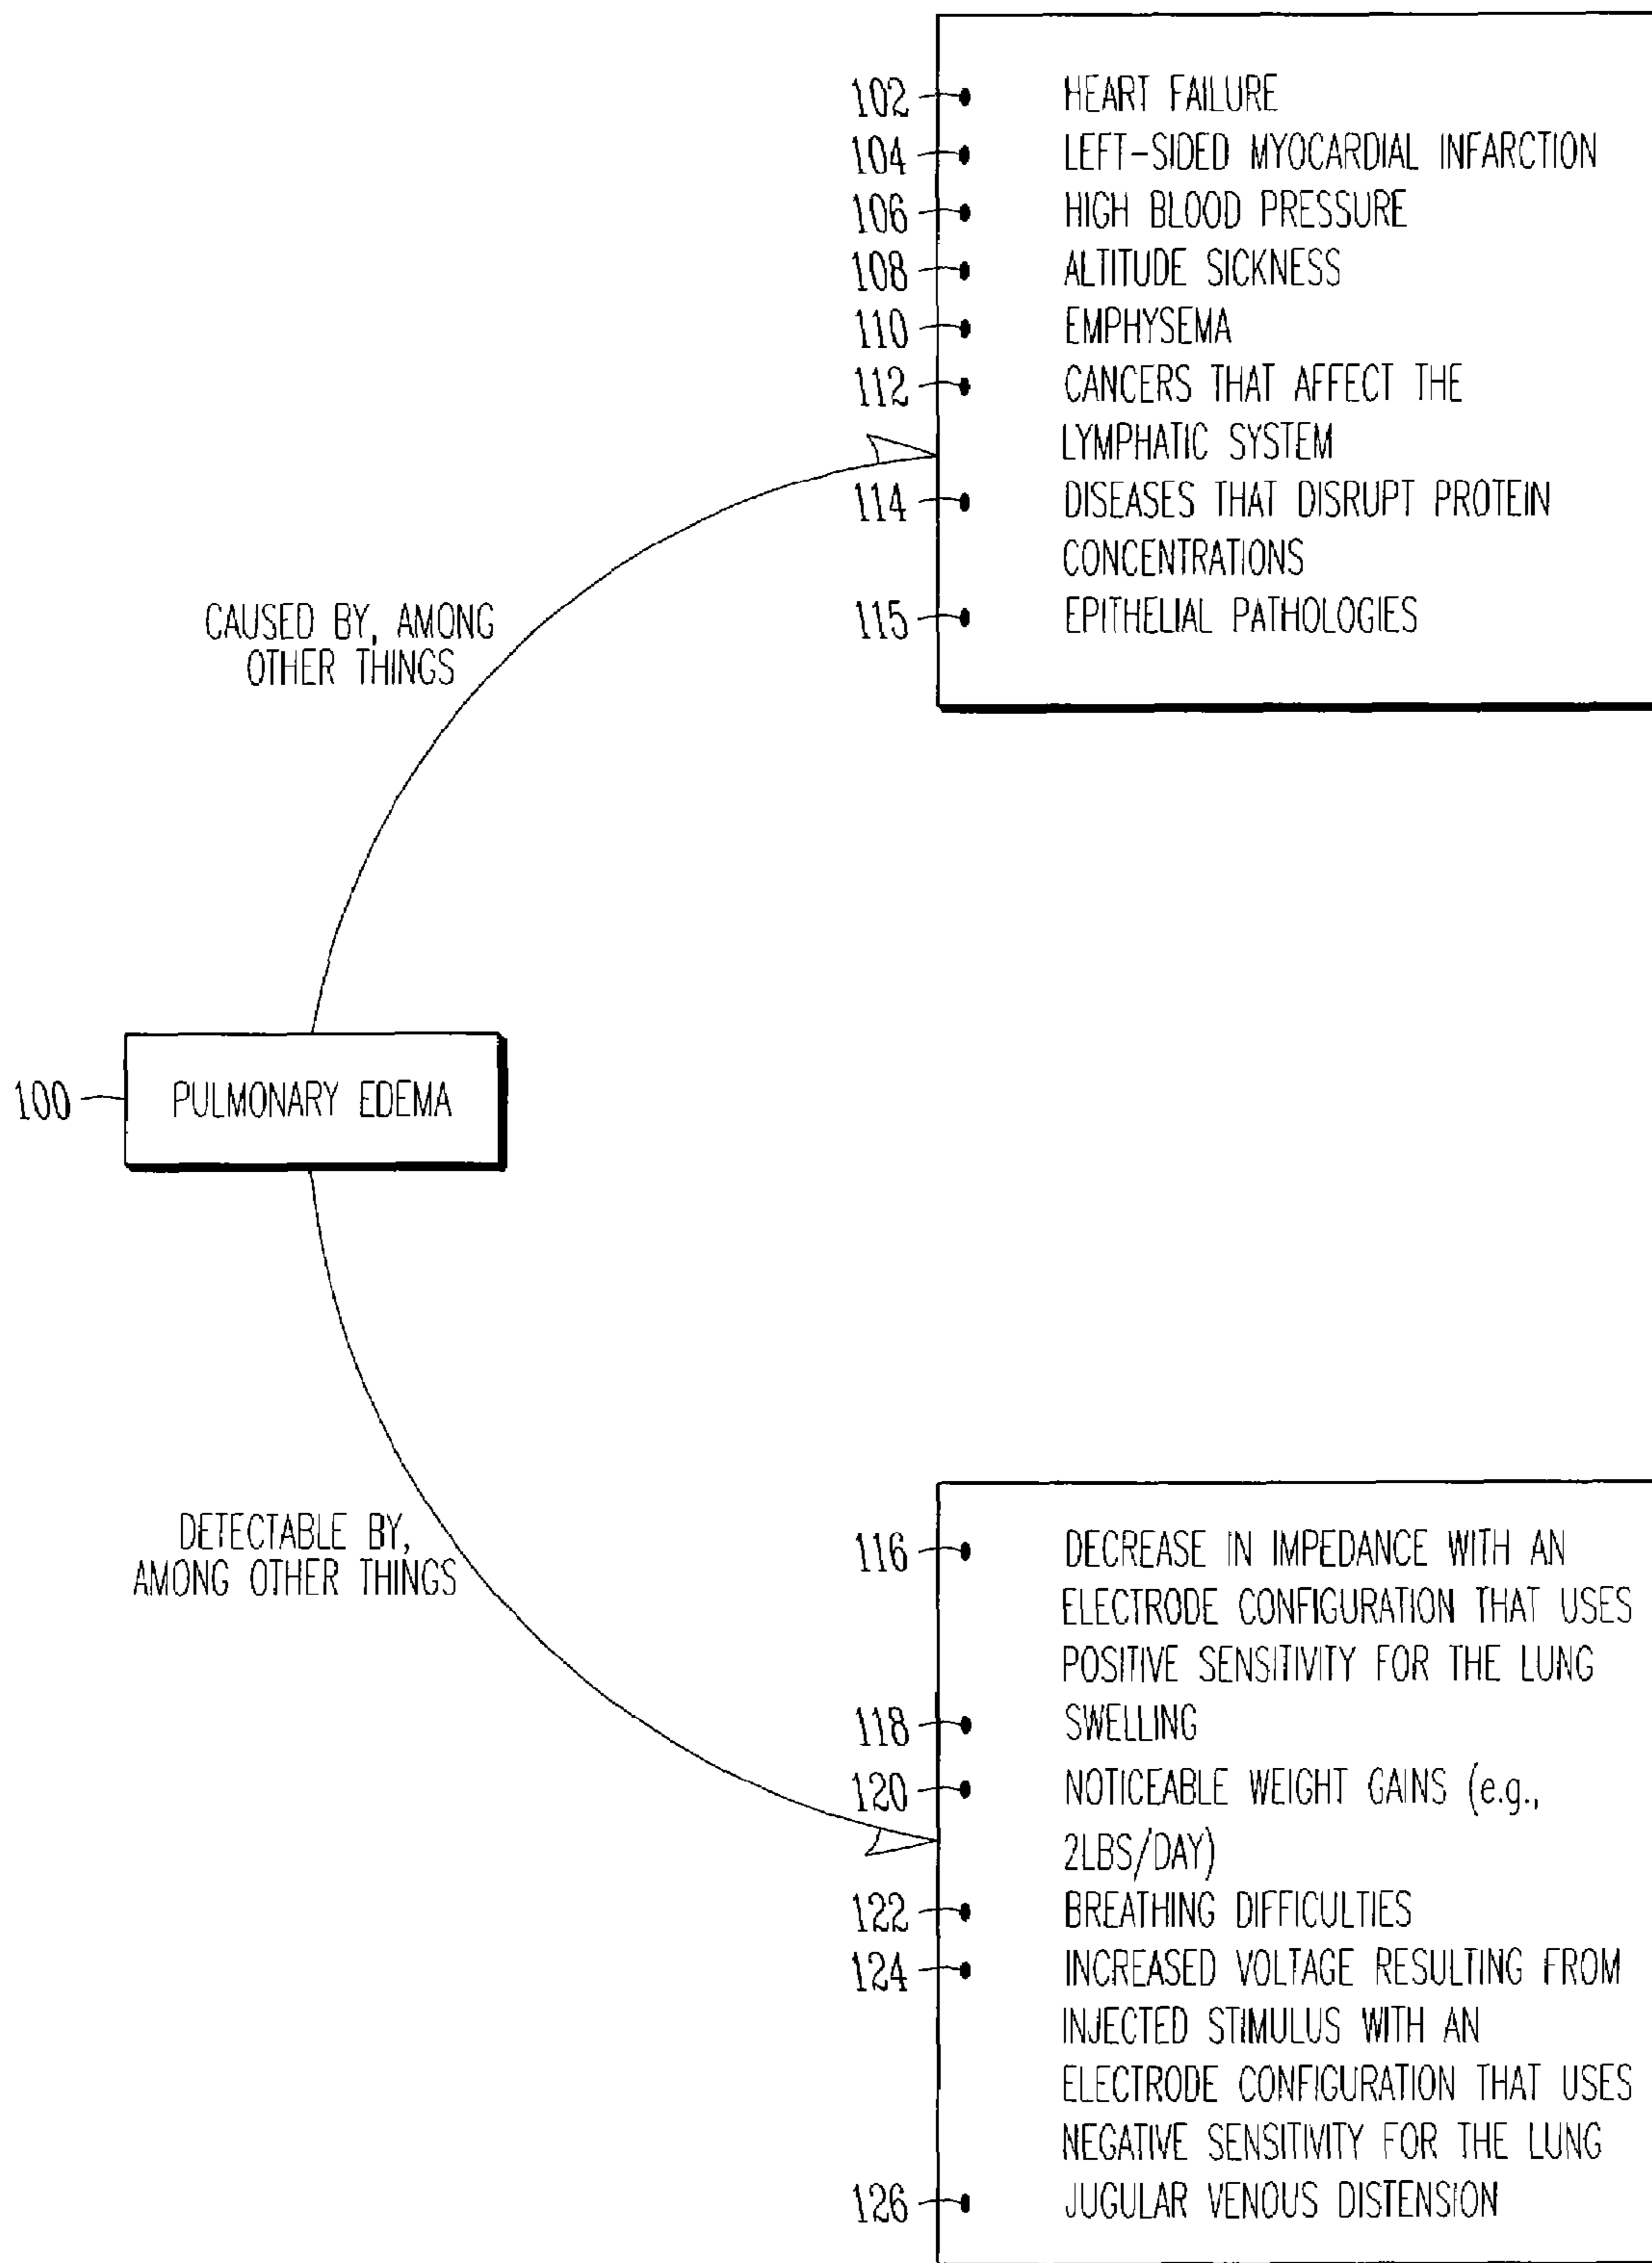 102 HEART FAILURE
104 LEFT-SIDED MYOCARDIAL INFARCTION
106 HIGH BLOOD PRESSURE
108 ALTITUDE SICKNESS
110 EMPHYSEMA
112 CANCERS THAT AFFECT THE
LYMPHATIC SYSTEM
114 DISEASES THAT DISRUPT PROTEIN
CONCENTRATIONS
115 EPITHELIAL PATHOLOGIES
CAUSED BY, AMONG
OTHER THINGS
100 PULMONARY EDEMA
DETECTABLE BY,
AMONG OTHER THINGS
116 DECREASE IN IMPEDANCE WITH AN
ELECTRODE CONFIGURATION THAT USES
POSITIVE SENSITIVITY FOR THE LUNG
118 SWELLING
120 NOTICEABLE WEIGHT GAINS (e.g.,
2LBS/DAY)
122 BREATHING DIFFICULTIES
124 INCREASED VOLTAGE RESULTING FROM
INJECTED STIMULUS WITH AN
ELECTRODE CONFIGURATION THAT USES
NEGATIVE SENSITIVITY FOR THE LUNG
126 JUGULAR VENOUS DISTENSION